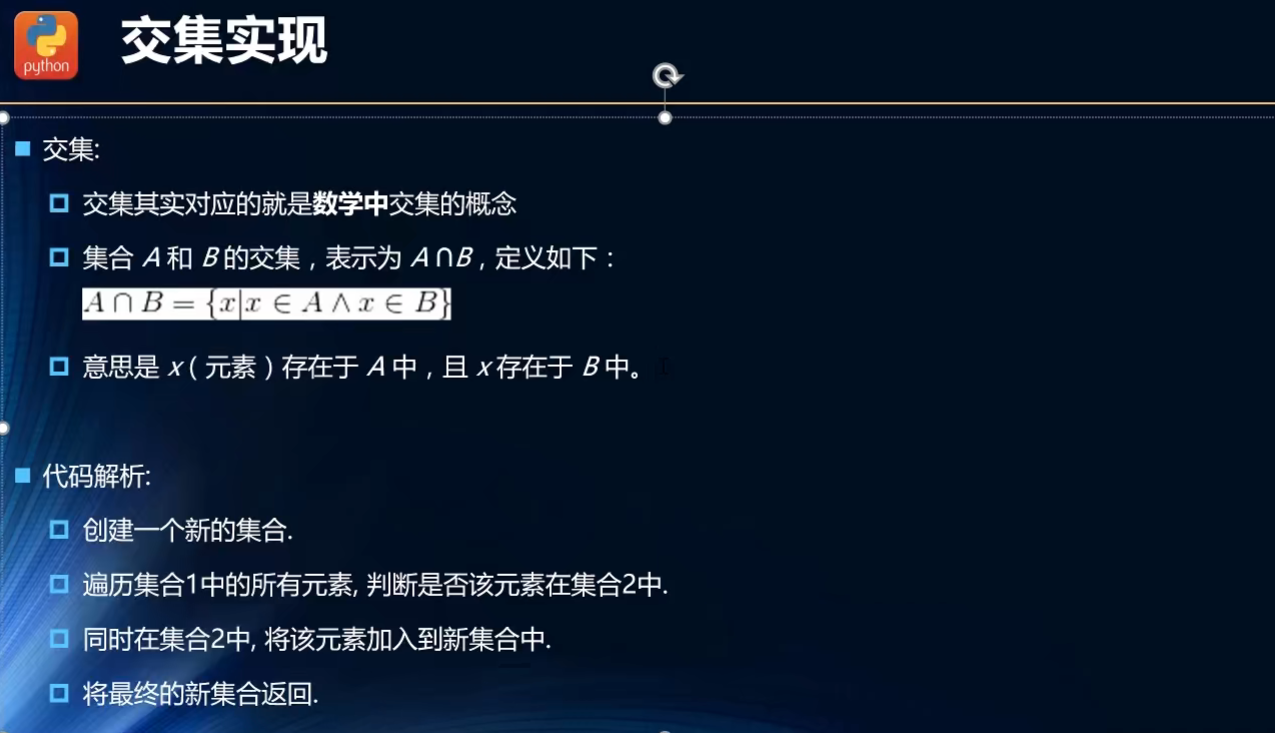 python
交集实现
交集:
交集其实对应的就是数学中交集的概念
集合 A 和 B 的交集，表示为 A∩B，定义如下：
A ∩ B = {x|x ∈ A ∧ x ∈ B}
意思是 x（元素）存在于 A 中，且 x 存在于 B 中。
代码解析:
创建一个新的集合.
遍历集合1中的所有元素, 判断是否该元素在集合2中.
同时在集合2中, 将该元素加入到新集合中.
将最终的新集合返回.